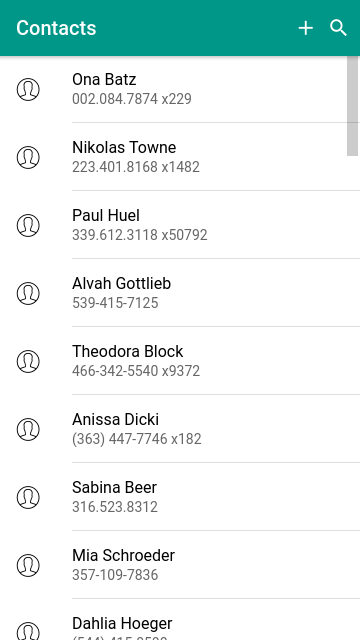 Contacts
Ona Batz
002.084.7874 x229
Nikolas Towne
223.401.8168 x1482
Paul Huel
339.612.3118 x50792
Alvah Gottlieb
539-415-7125
Theodora Block
466-342-5540 x9372
Anissa Dicki
(363) 447-7746 x182
Sabina Beer
316.523.8312
Mia Schroeder
357-109-7836
Dahlia Hoeger